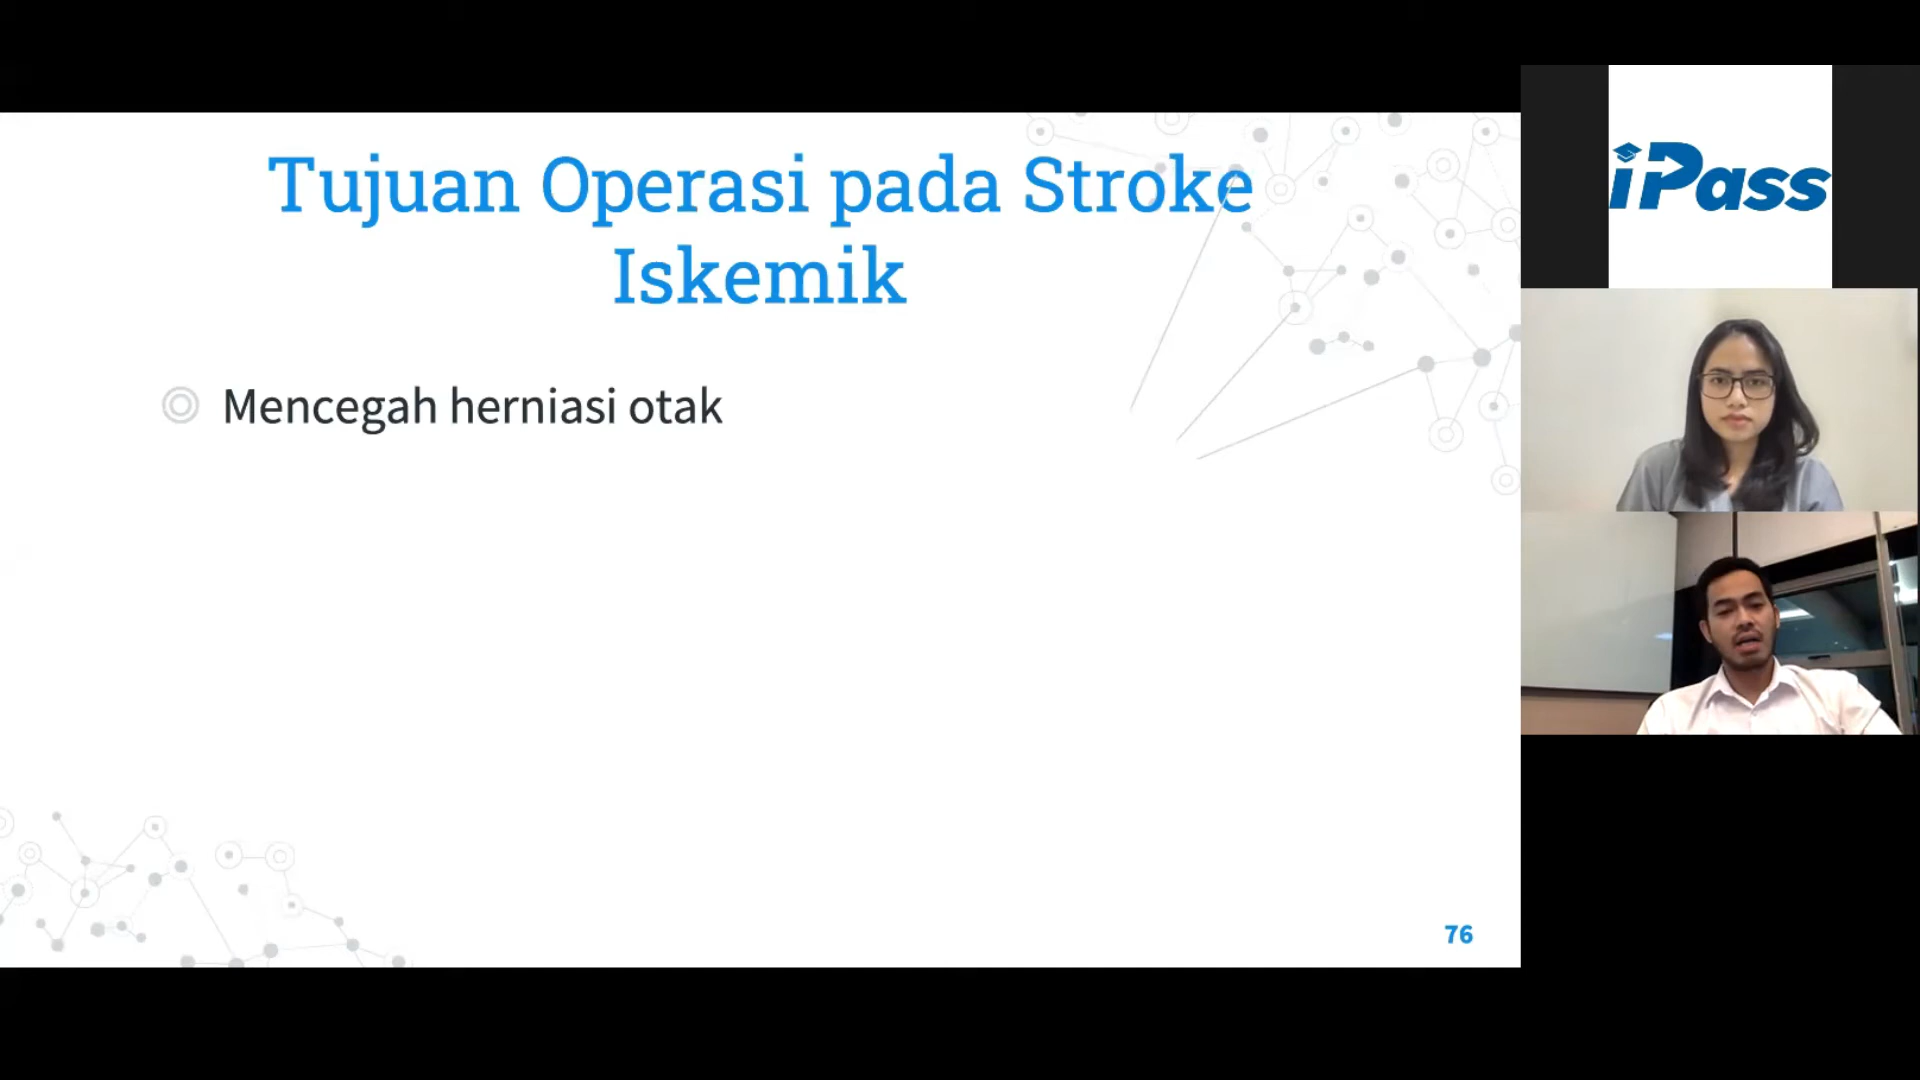 Tujuan Operasi pada Stroke
Iskemik
Mencegah herniasi otak
76
iPass